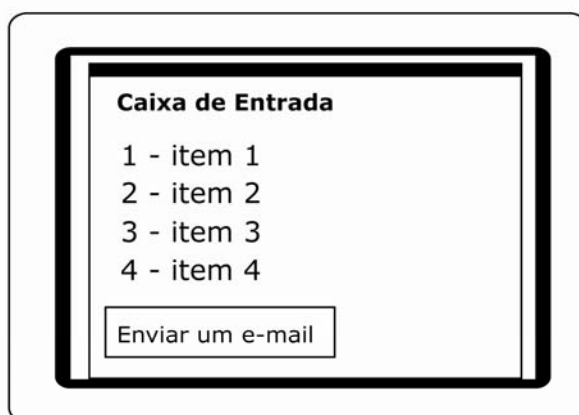 Caixa de Entrada
1 - item 1
2 - item 2
3 - item 3
4 - item 4
Enviar um e-mail